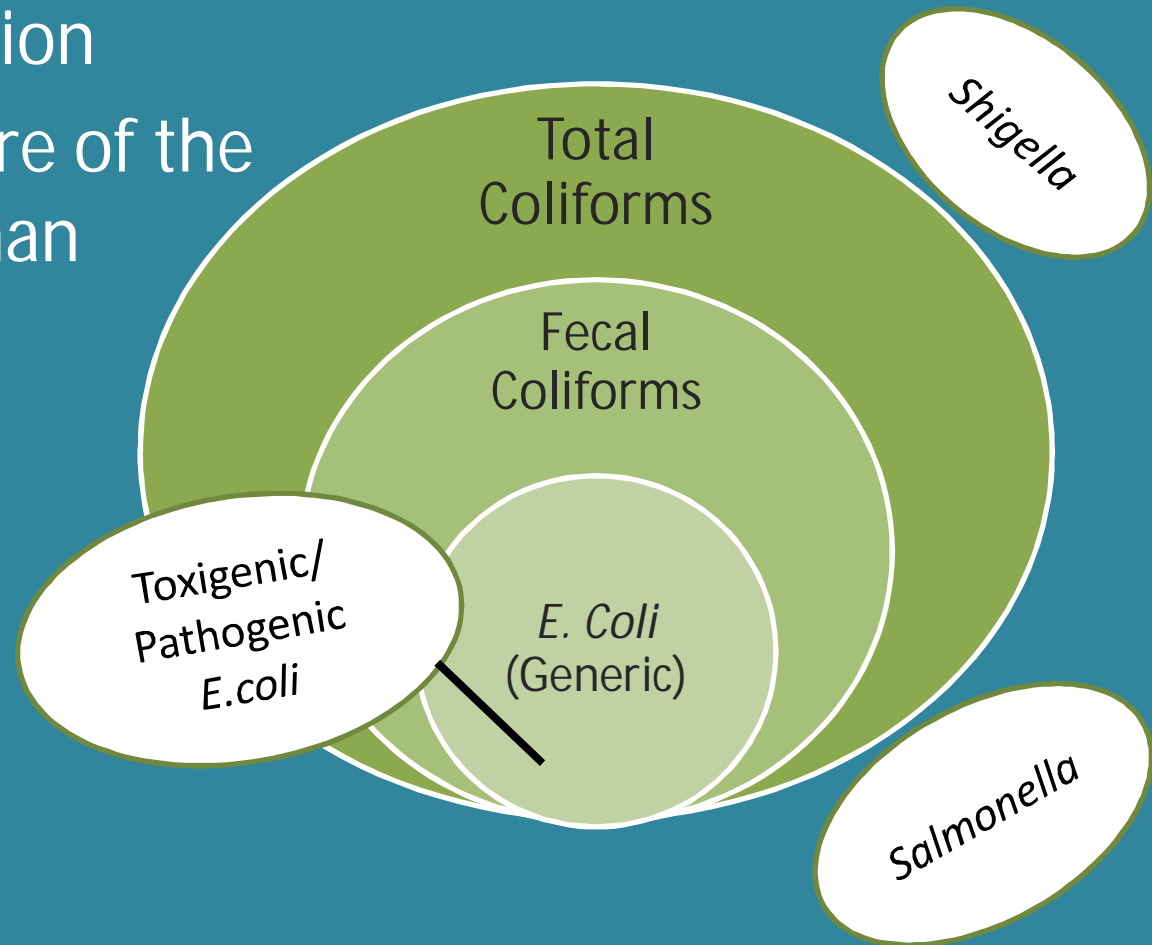 ion
re of the
an
Total
Coliforms
Shigella
Fecal
Coliforms
Toxigenic/
Pathogenic
E.coli
E. Coli
(Generic)
Salmonella